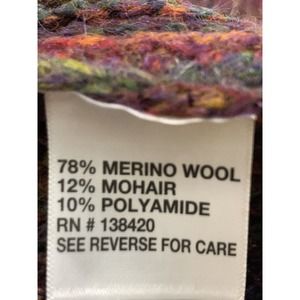 78% MERINO WOOL
12% MOHAIR
10% POLYAMIDE
RN # 138420
SEE REVERSE FOR CARE